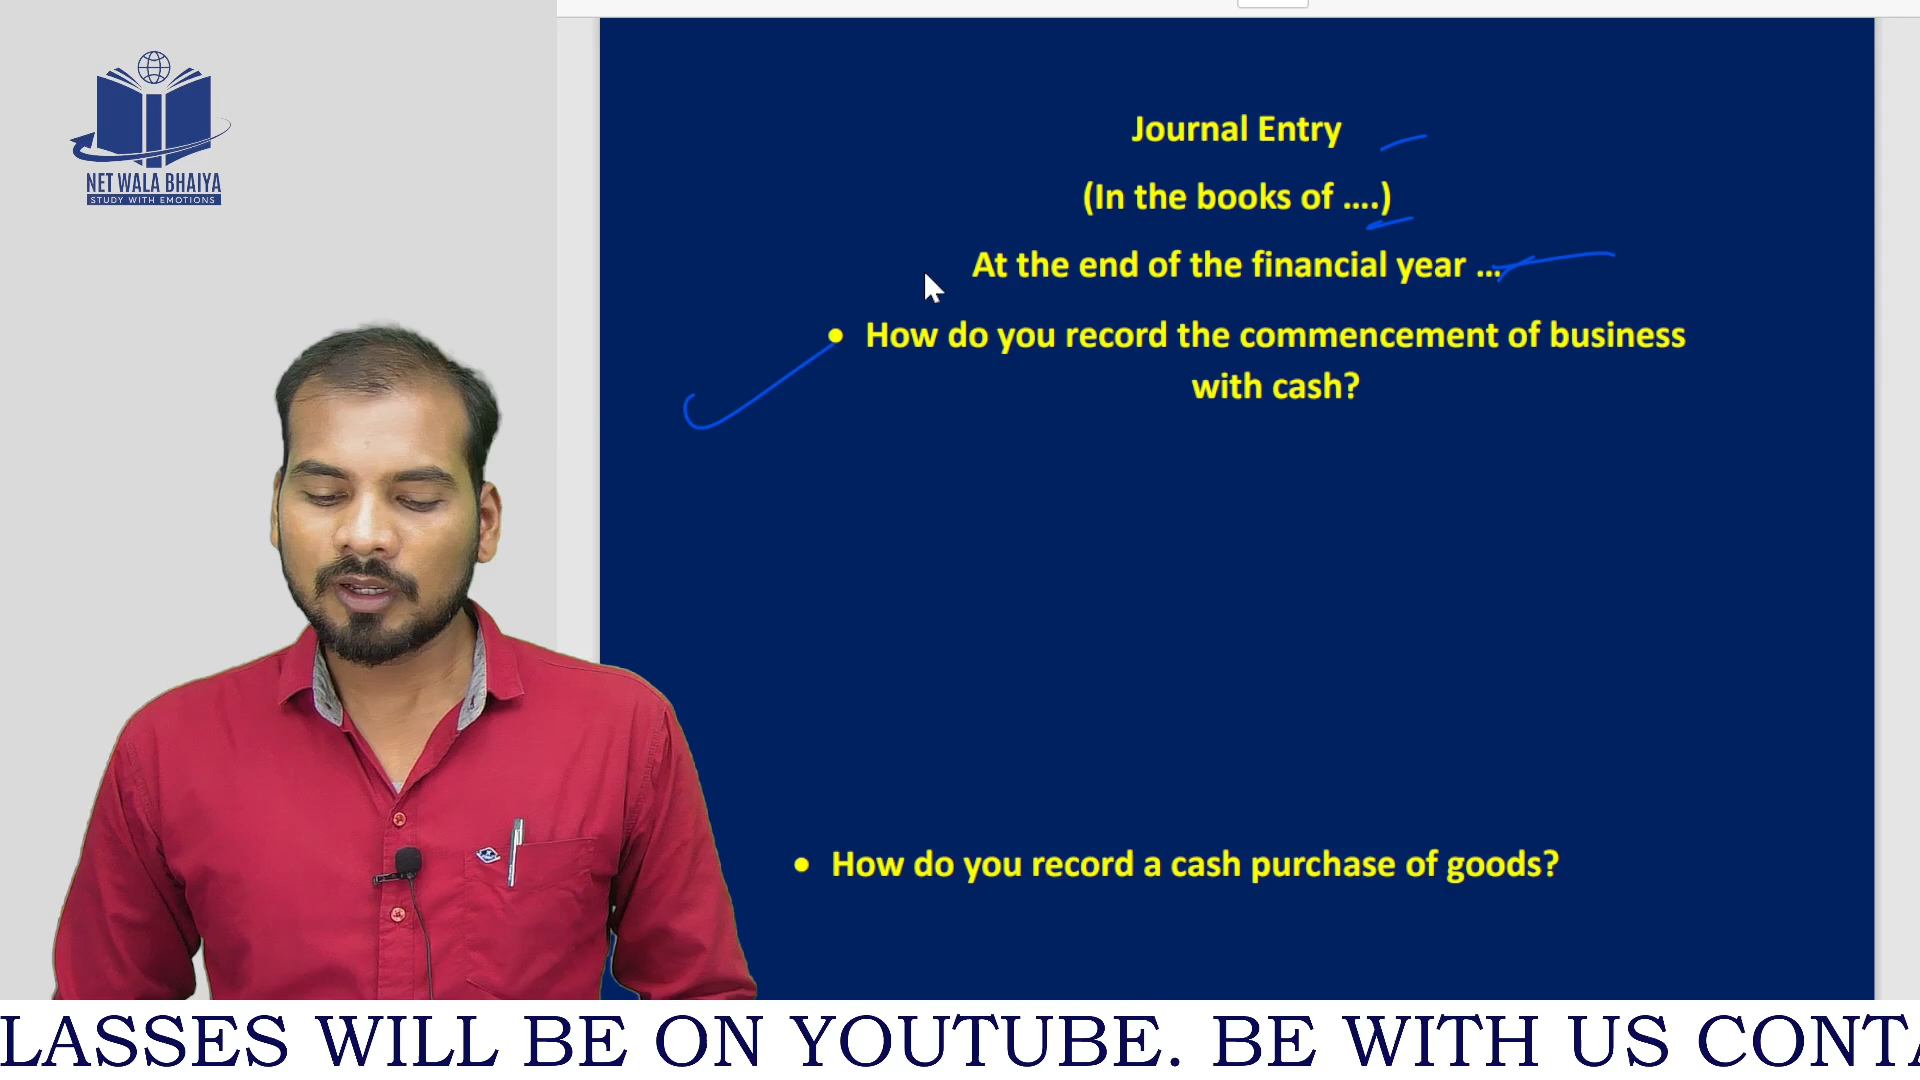 NET WALA BHAIYA
STUDY WITH EMOTIONS
Journal Entry
(In the books of ....)
At the end of the financial year ...
• How do you record the commencement of business
with cash?
• How do you record a cash purchase of goods?
LASSES WILL BE ON YOUTUBE. BE WITH US CONTA